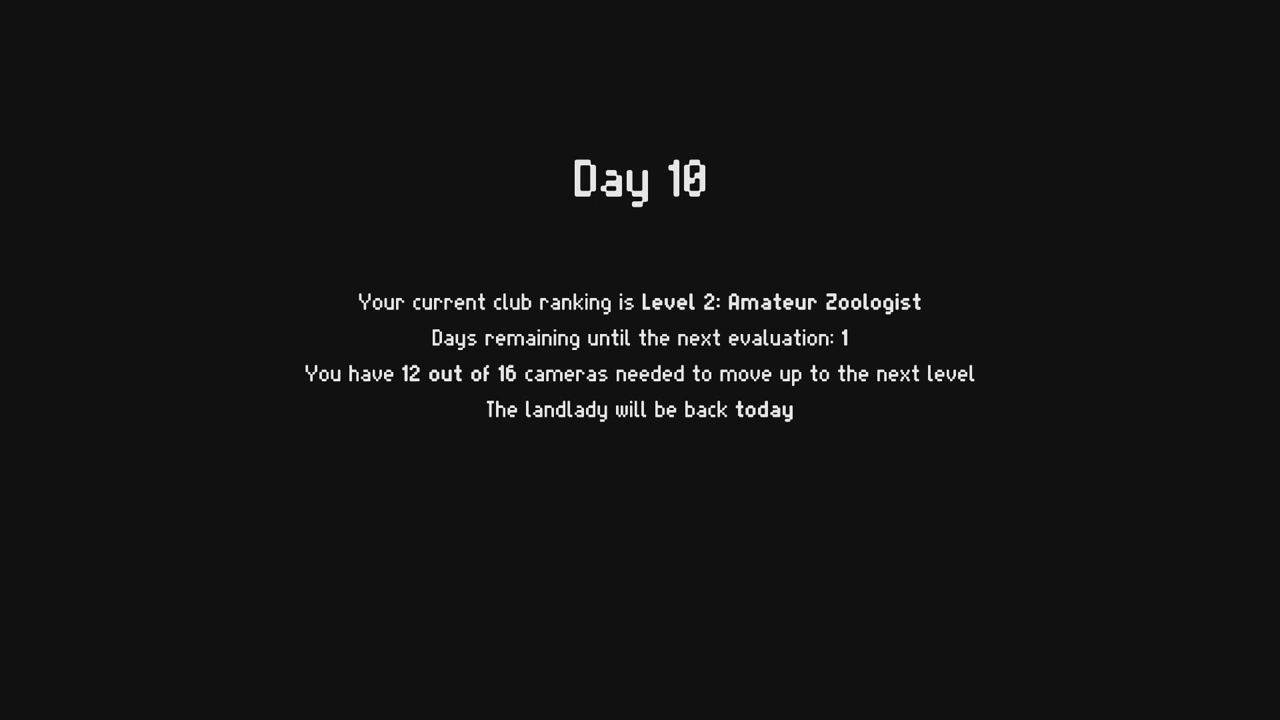 Day 10
Your current club ranking is Level 2: Amateur Zoologist
Days remaining until the next evaluation: 1
You have 12 out of 16 cameras needed to move up to the next level
The landlady will be back today